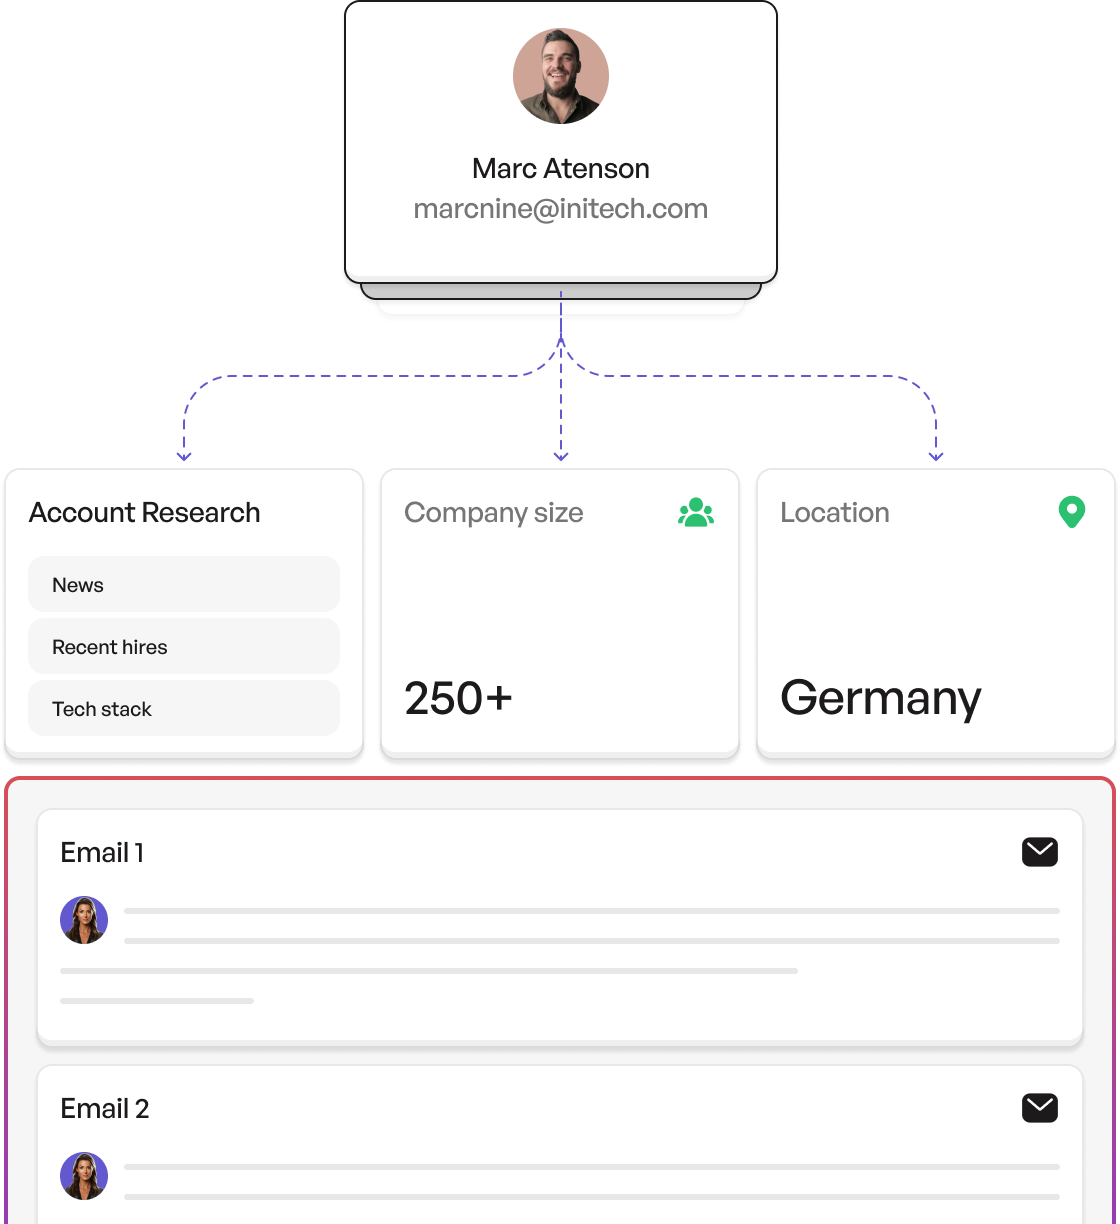 Marc Atenson
marcnine@initech.com
Account Research
News
Recent hires
Tech stack
Company size
250+
Location
Germany
Email 1
Email 2